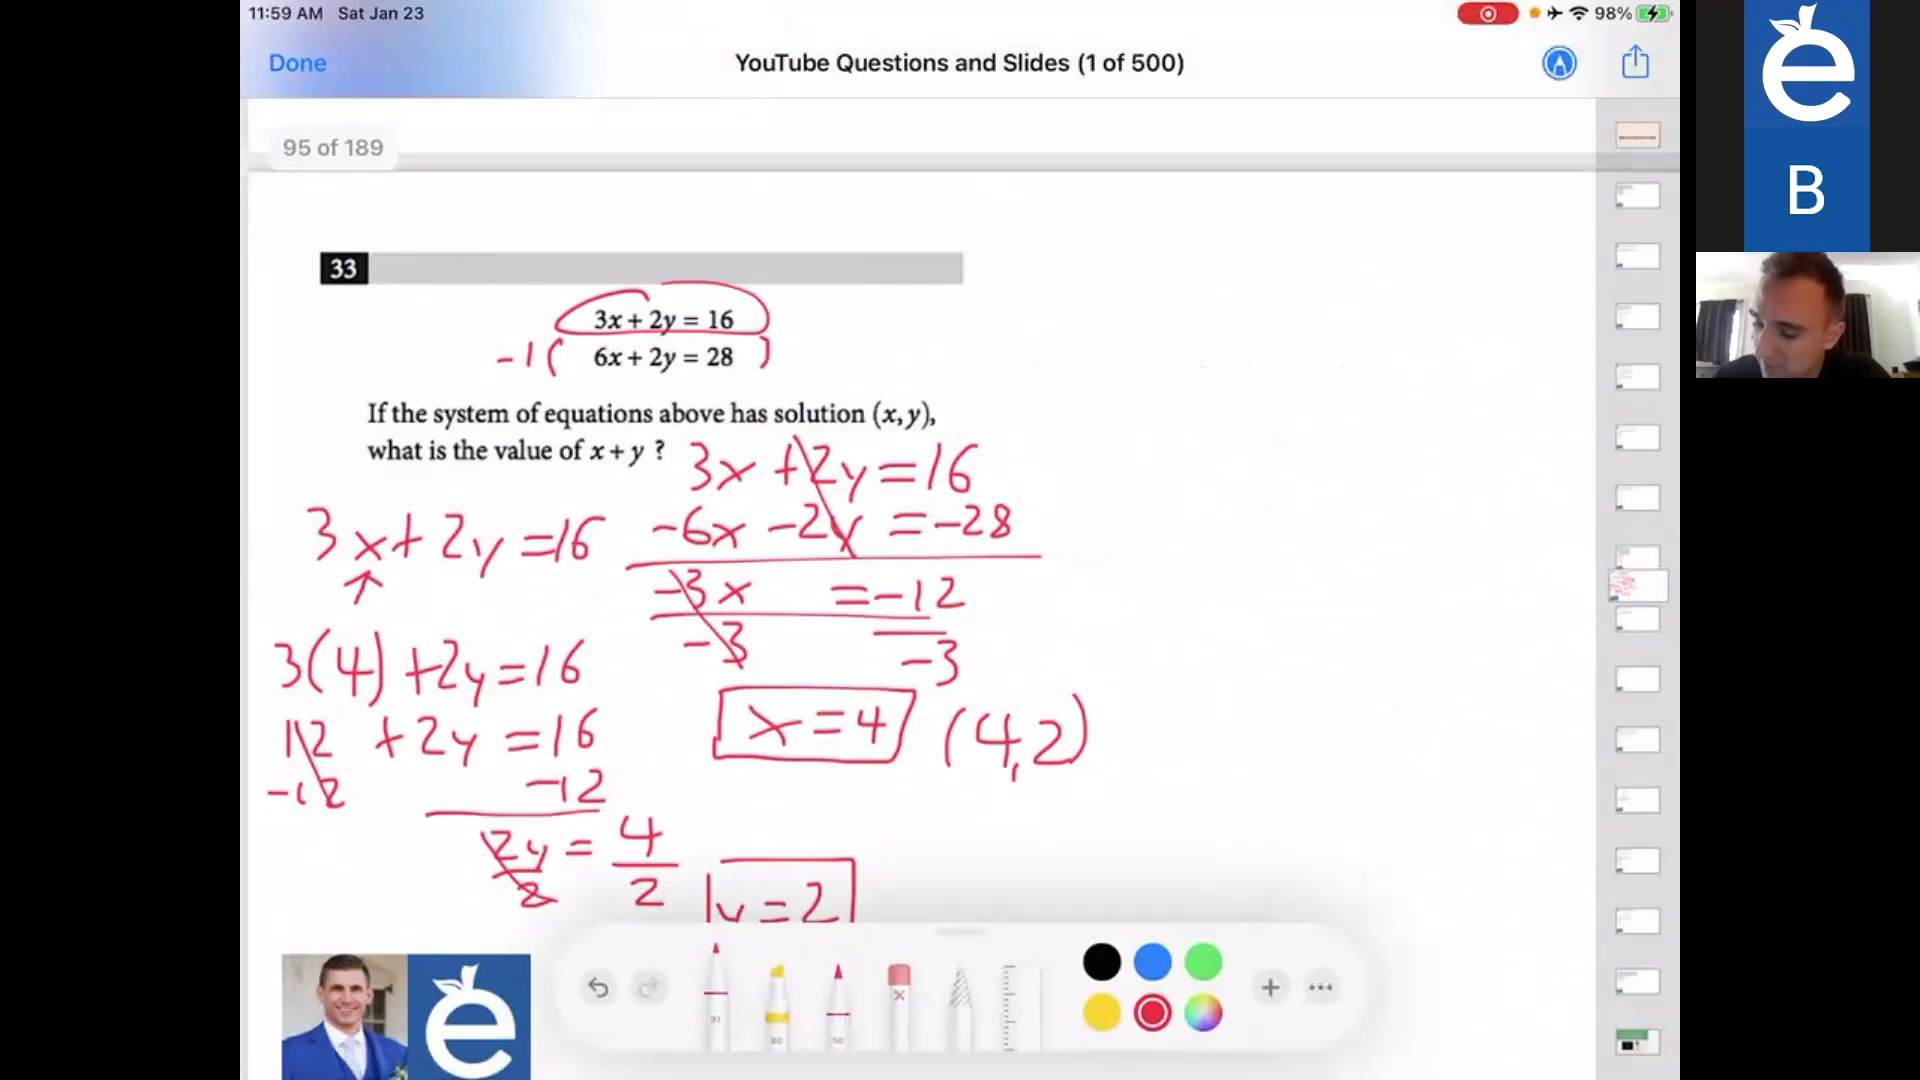 11:59 AM Sat Jan 23
98%
Done
YouTube Questions and Slides (1 of 500)
95 of 189
33
3x + 2y = 16
-1( 6x + 2y = 28 )
If the system of equations above has solution (x, y),
what is the value of x + y ?
3x + 2y = 16
-6x - 2y = -28
-3x = -12
-3 -3
x = 4 (4,2)
3x + 2y = 16
3(4) + 2y = 16
12 + 2y = 16
-12 -12
2y = 4
2 2
y = 2
97
80
50
e
e
B